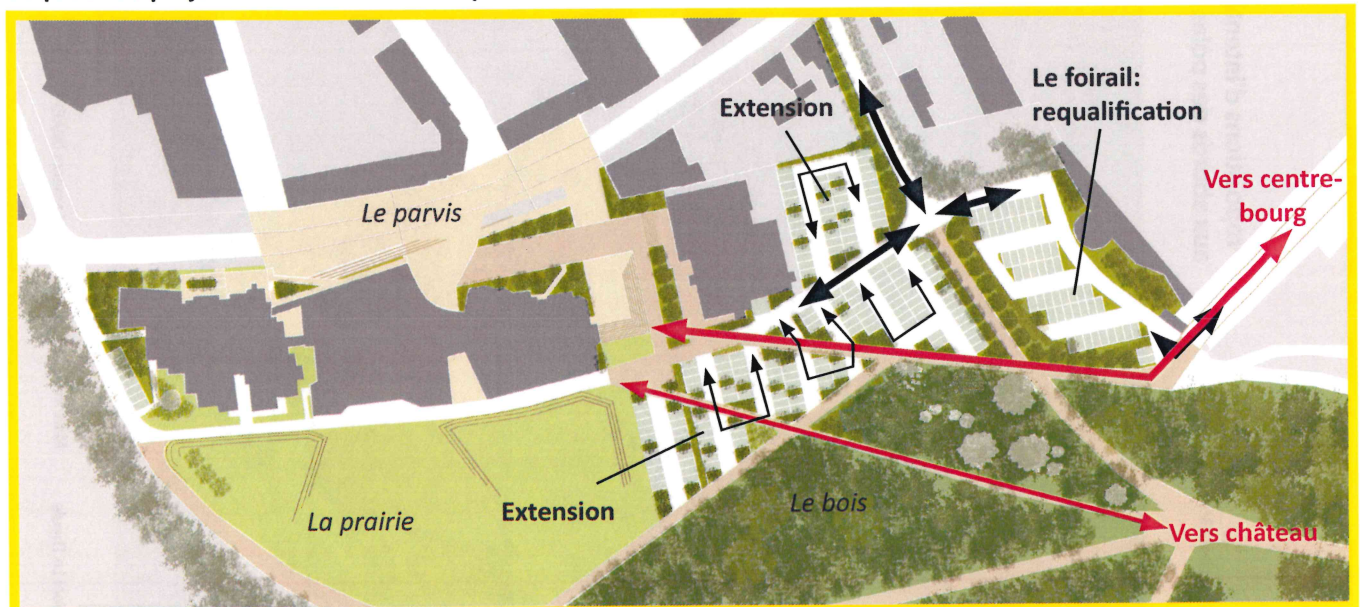 Extension
Le foirail:
requalification
Vers centre-
bourg
Le parvis
Extension
La prairie
Le bois
Vers château